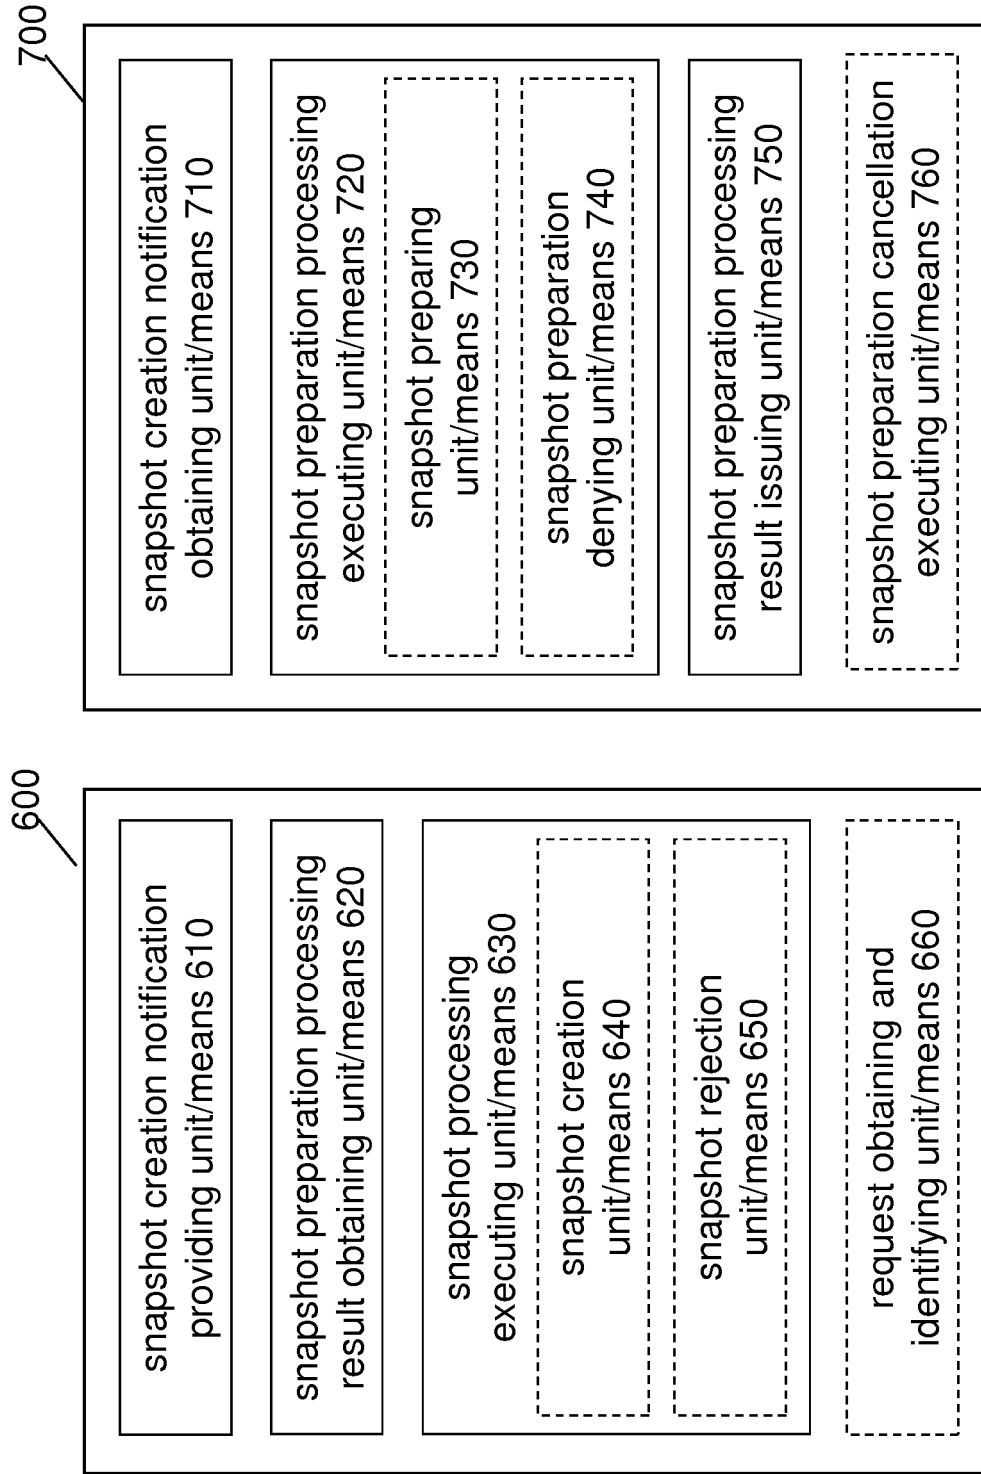 600
snapshot creation notification
providing unit/means 610
snapshot preparation processing
result obtaining unit/means 620
snapshot processing
executing unit/means 630
snapshot creation
unit/means 640
snapshot rejection
unit/means 650
request obtaining and
identifying unit/means 660
700
snapshot creation notification
obtaining unit/means 710
snapshot preparation processing
executing unit/means 720
snapshot preparing
unit/means 730
snapshot preparation
denying unit/means 740
snapshot preparation processing
result issuing unit/means 750
snapshot preparation cancellation
executing unit/means 760